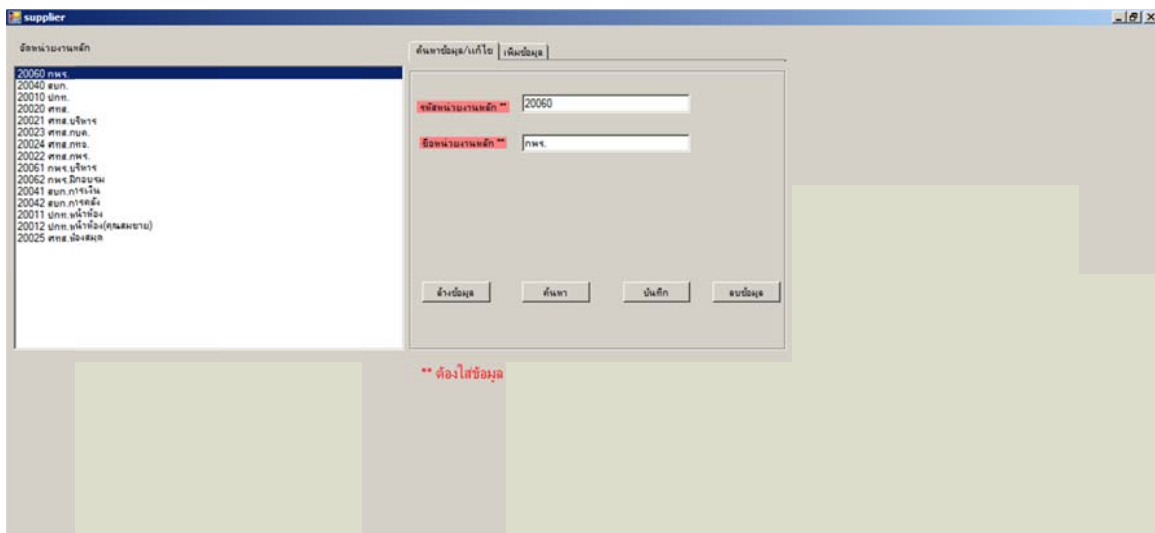 supplier
ชื่อหน่วยงานหลัก
20060 กพร.
20040 สบก.
20010 ปกท.
20020 ศทส.
20021 ศทส.บริหาร
20023 ศทส.กบค.
20024 ศทส.
20022 ศทส.กพร.
20061 กพร.บริหาร
20062 กพร.ฝึกอบรม
20041 สบก.การเงิน
20042 สบก.การคลัง
20011 ปกท.หน้าห้อง
20012 ปกท.หน้าห้อง(คุณสมชาย)
20025 ศทส.ห้องสมุด
ค้นหาข้อมูล/แก้ไข เพิ่มข้อมูล
รหัสหน่วยงานหลัก ** 20060
ชื่อหน่วยงานหลัก ** กพร.
ล้างข้อมูล ค้นหา บันทึก ลบข้อมูล
** ต้องใส่ข้อมูล